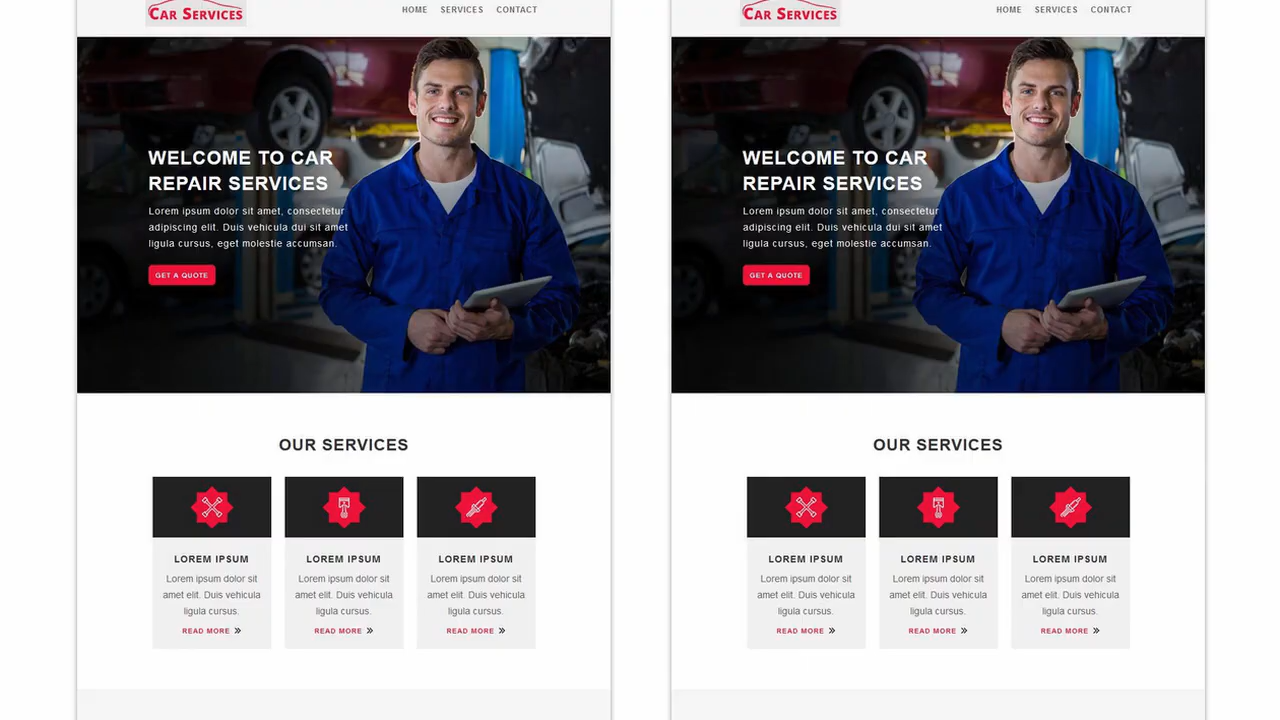 CAR SERVICES
HOME SERVICES CONTACT
WELCOME TO CAR
REPAIR SERVICES
Lorem ipsum dolor sit amet, consectetur
adipiscing elit. Duis vehicula dui sit amet
ligula cursus, eget molestie accumsan.
GET A QUOTE
OUR SERVICES
LOREM IPSUM
Lorem ipsum dolor sit
amet elit. Duis vehicula
ligula cursus.
READ MORE
LOREM IPSUM
Lorem ipsum dolor sit
amet elit. Duis vehicula
ligula cursus.
READ MORE
LOREM IPSUM
Lorem ipsum dolor sit
amet elit. Duis vehicula
ligula cursus.
READ MORE
CAR SERVICES
HOME SERVICES CONTACT
WELCOME TO CAR
REPAIR SERVICES
Lorem ipsum dolor sit amet, consectetur
adipiscing elit. Duis vehicula dui sit amet
ligula cursus, eget molestie accumsan.
GET A QUOTE
OUR SERVICES
LOREM IPSUM
Lorem ipsum dolor sit
amet elit. Duis vehicula
ligula cursus.
READ MORE
LOREM IPSUM
Lorem ipsum dolor sit
amet elit. Duis vehicula
ligula cursus.
READ MORE
LOREM IPSUM
Lorem ipsum dolor sit
amet elit. Duis vehicula
ligula cursus.
READ MORE